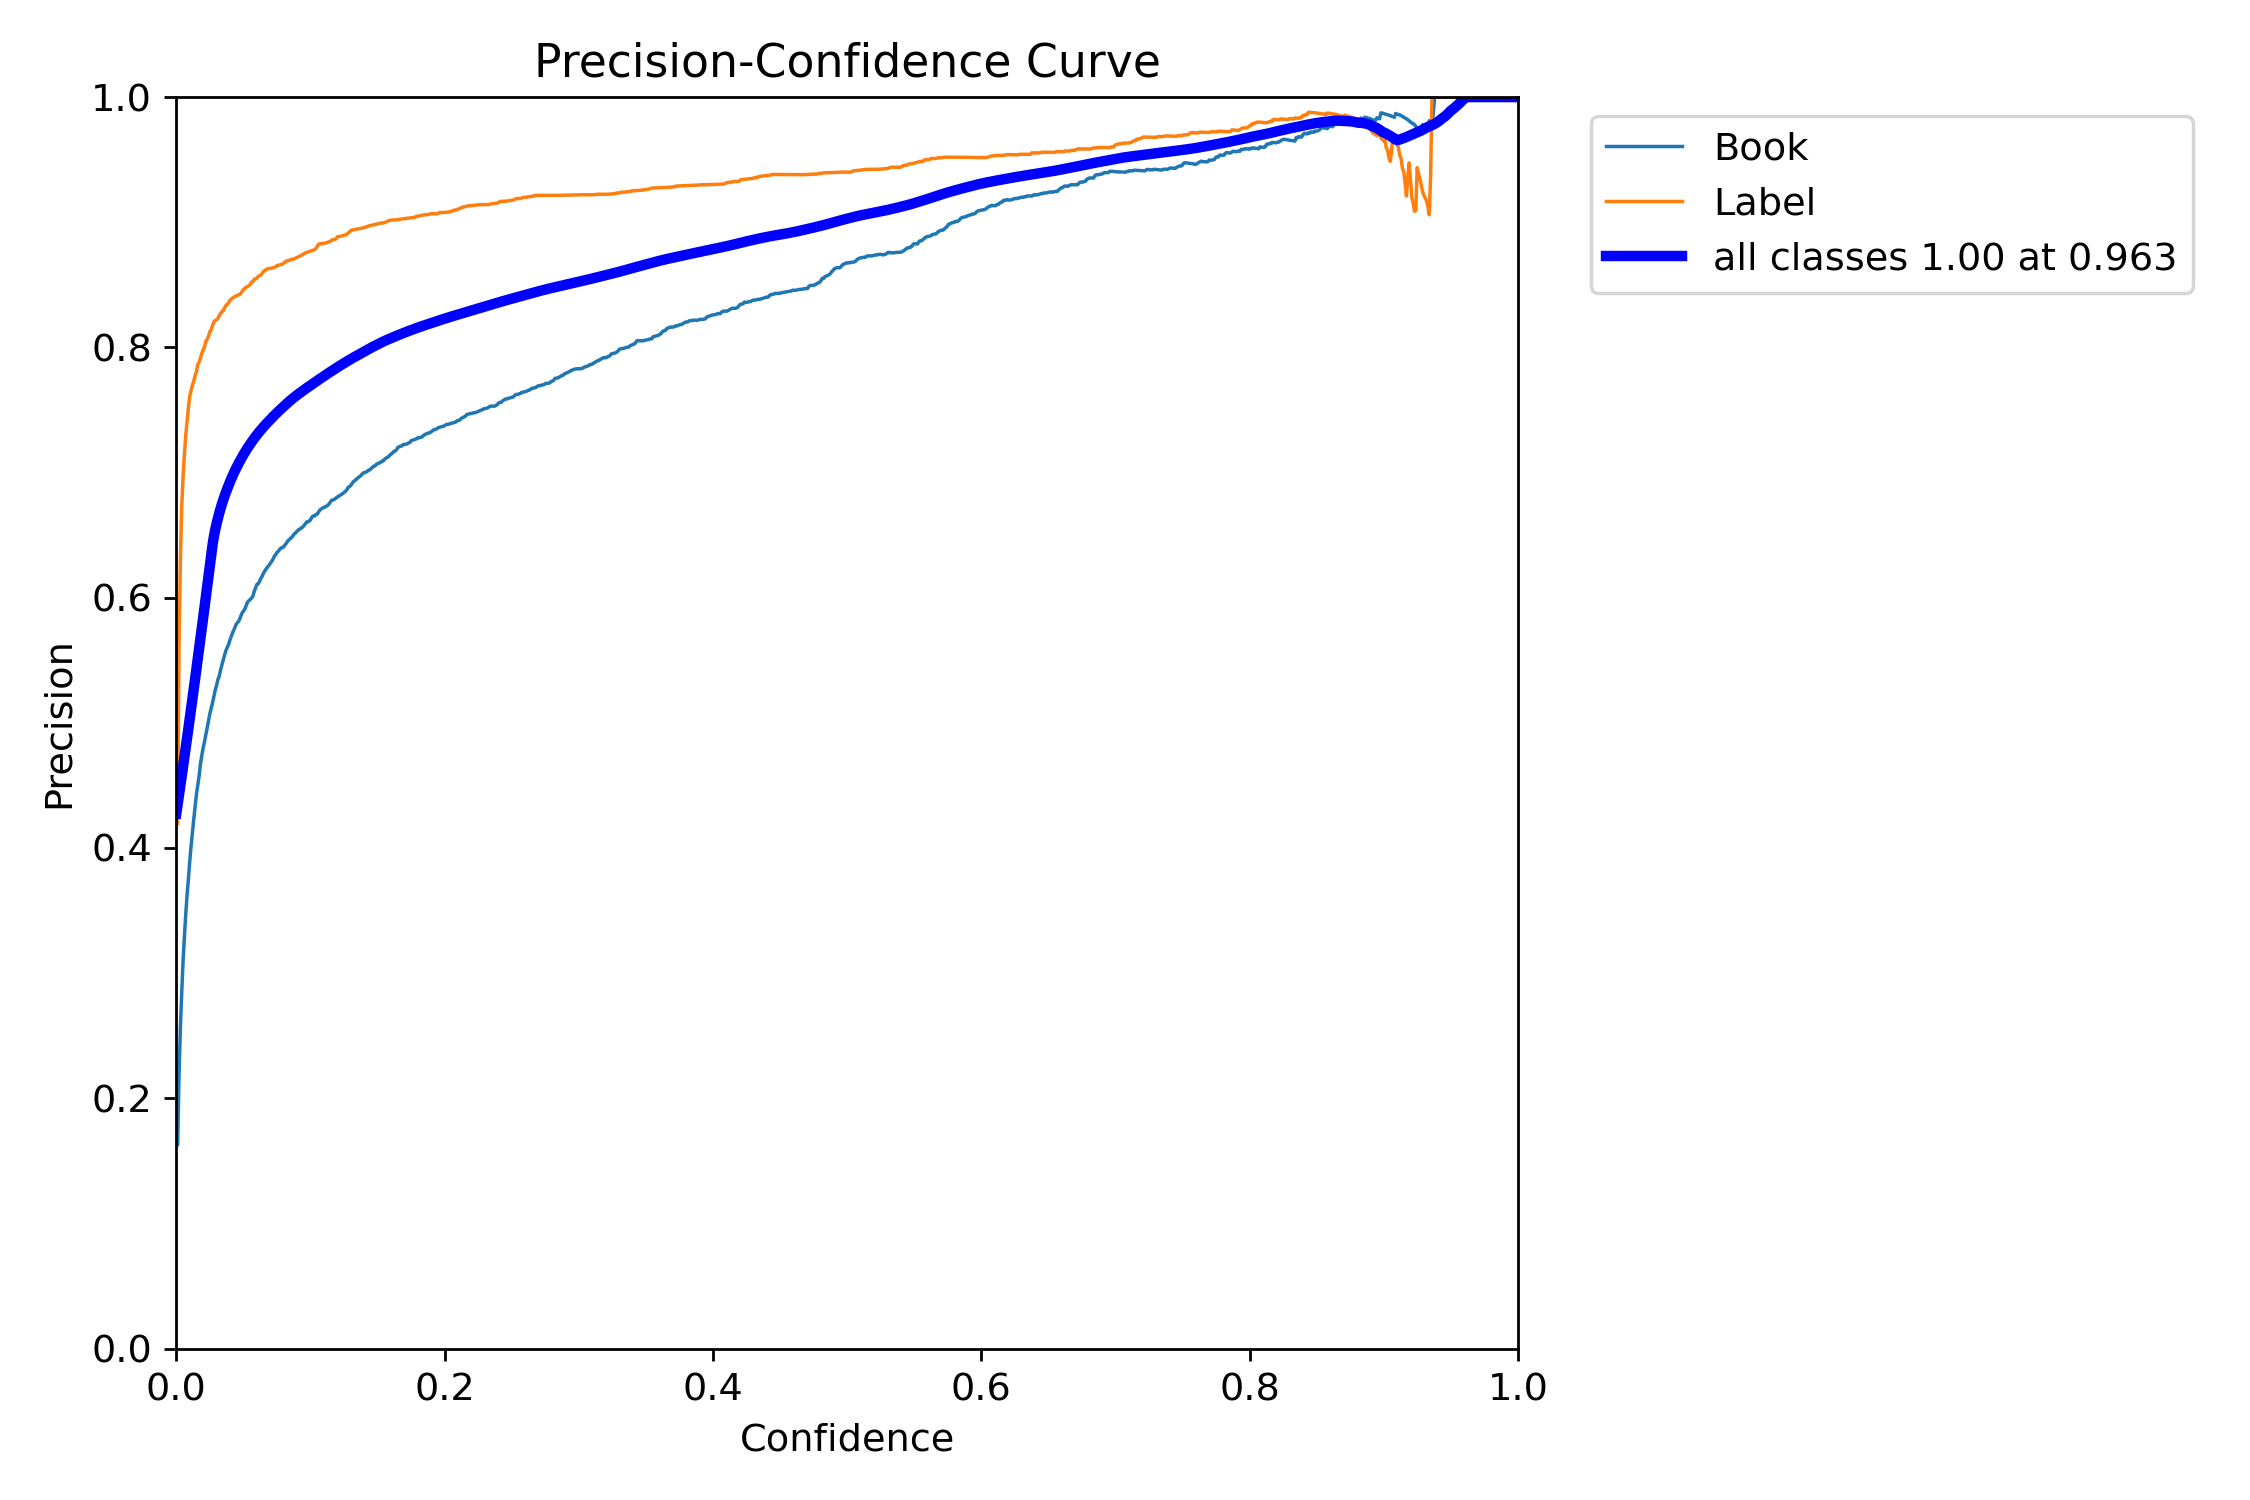 Precision-Confidence Curve
1.0
0.8
0.6
0.4
0.2
0.0
Precision
0.0 0.2 0.4 0.6 0.8 1.0
Confidence
Book
Label
all classes 1.00 at 0.963